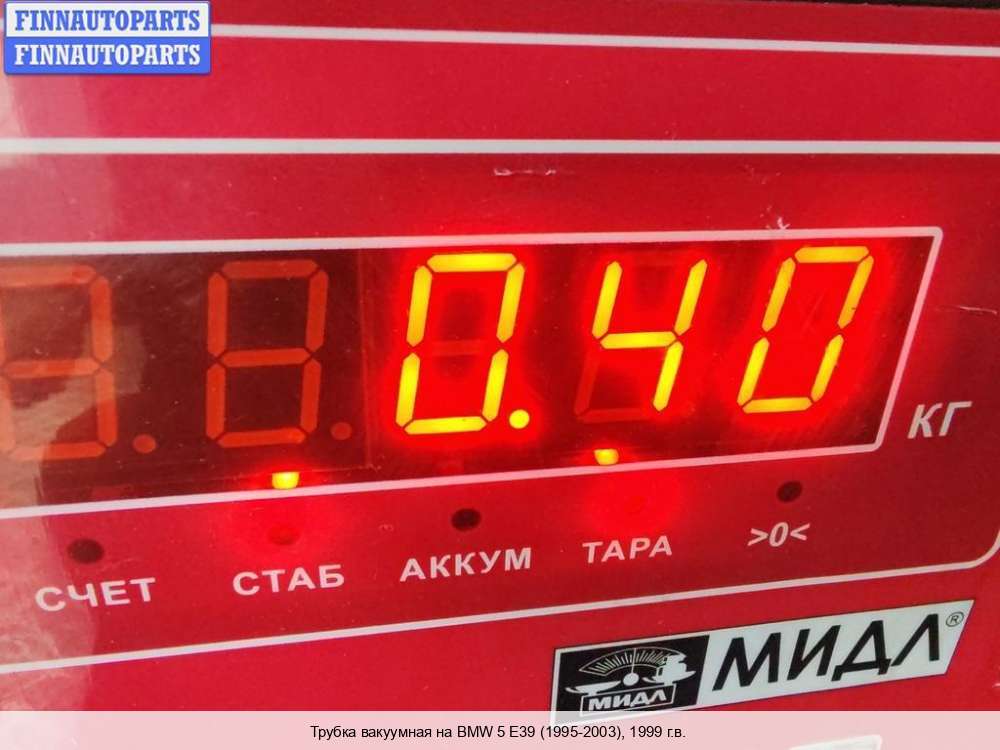 FINNAUTOPARTS
FINNAUTOPARTS
0.40
КГ
СЧЕТ СТАБ АККУМ ТАРА >0<
МИДЛ МИДЛ®
Трубка вакуумная на BMW 5 E39 (1995-2003), 1999 г.в.